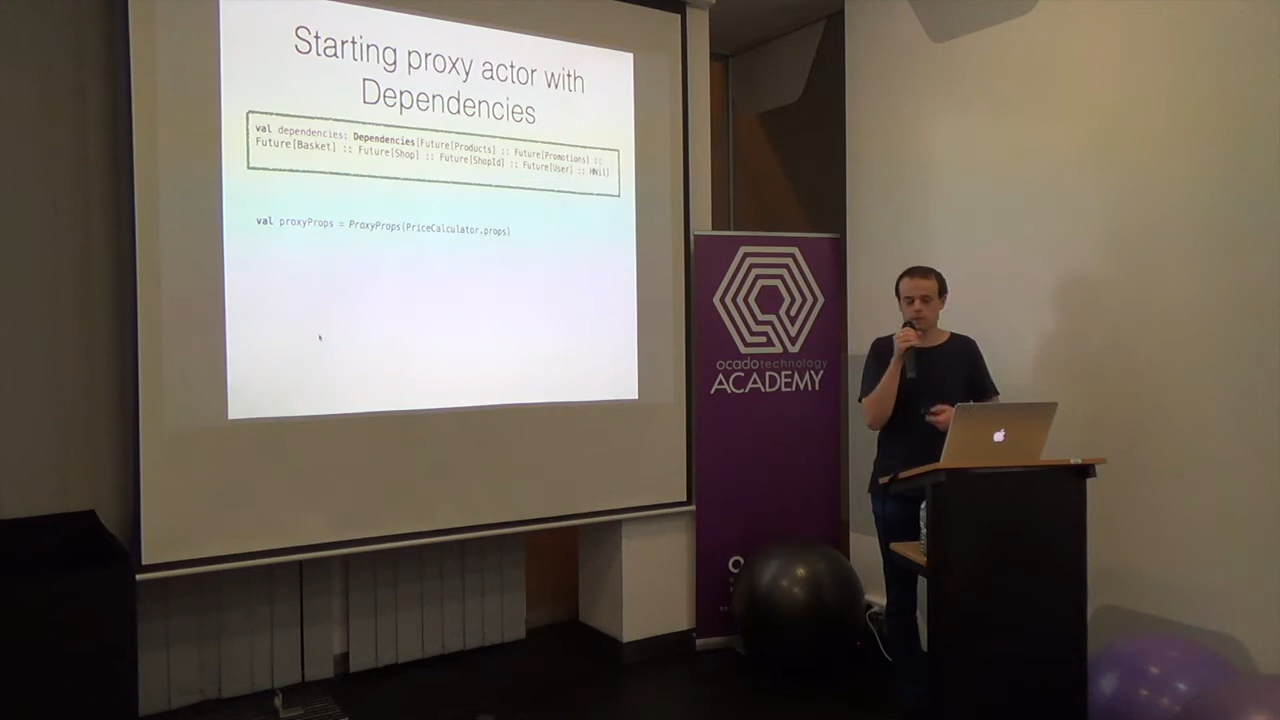 Starting proxy actor with
Dependencies
val dependencies: Dependencies[Future[Products] :: Future[Promotions] ::
Future[Basket] :: Future[Shop] :: Future[ShopId] :: Future[User] :: HNil]
val proxyProps = ProxyProps(PriceCalculator.props)
ocadotechnology
ACADEMY